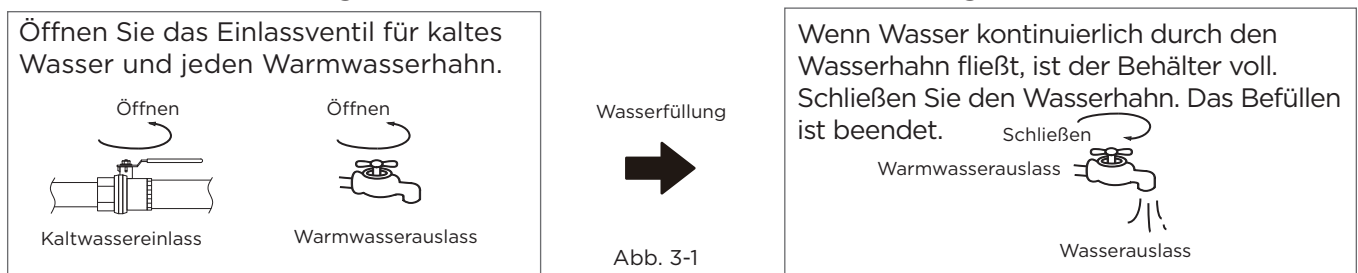 Öffnen Sie das Einlassventil für kaltes
Wasser und jeden Warmwasserhahn.
Öffnen
Öffnen
Kaltwassereinlass
Warmwasserauslass
Wasserfüllung
Abb. 3-1
Wenn Wasser kontinuierlich durch den
Wasserhahn fließt, ist der Behälter voll.
Schließen Sie den Wasserhahn. Das Befüllen
ist beendet.
Schließen
Warmwasserauslass
Wasserauslass